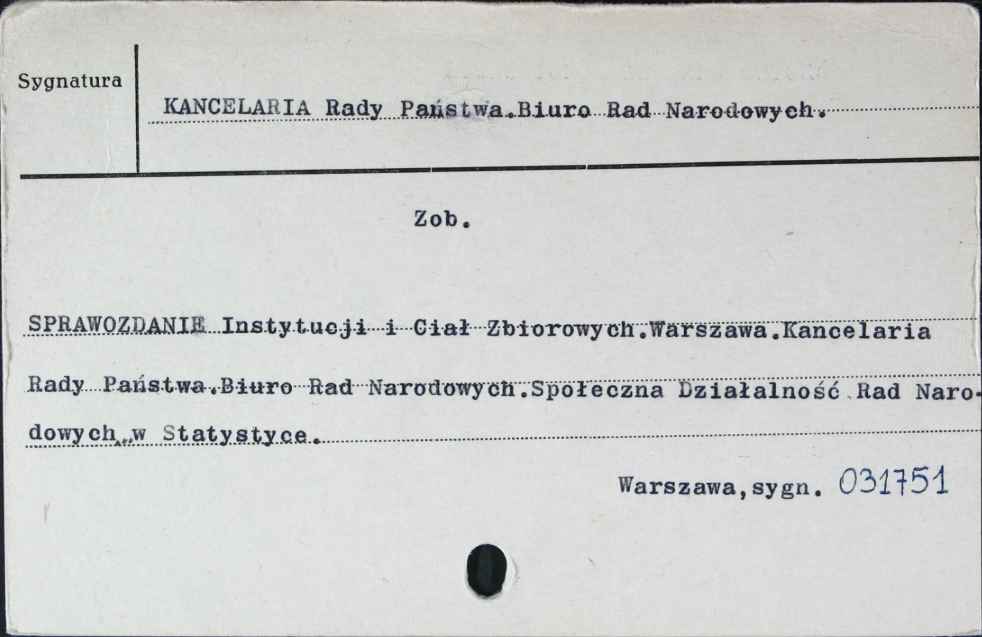 Sygnatura
KANCELARIA Rady Państwa.Biuro Rad Narodowych.
Zob.
SPRAWOZDANIE Instytucji i Ciał Zbiorowych.Warszawa.Kancelaria
Rady Państwa.Biuro Rad Narodowych.Społeczna Działalność Rad Naro-
dowych w Statystyce.
Warszawa,sygn. 031751